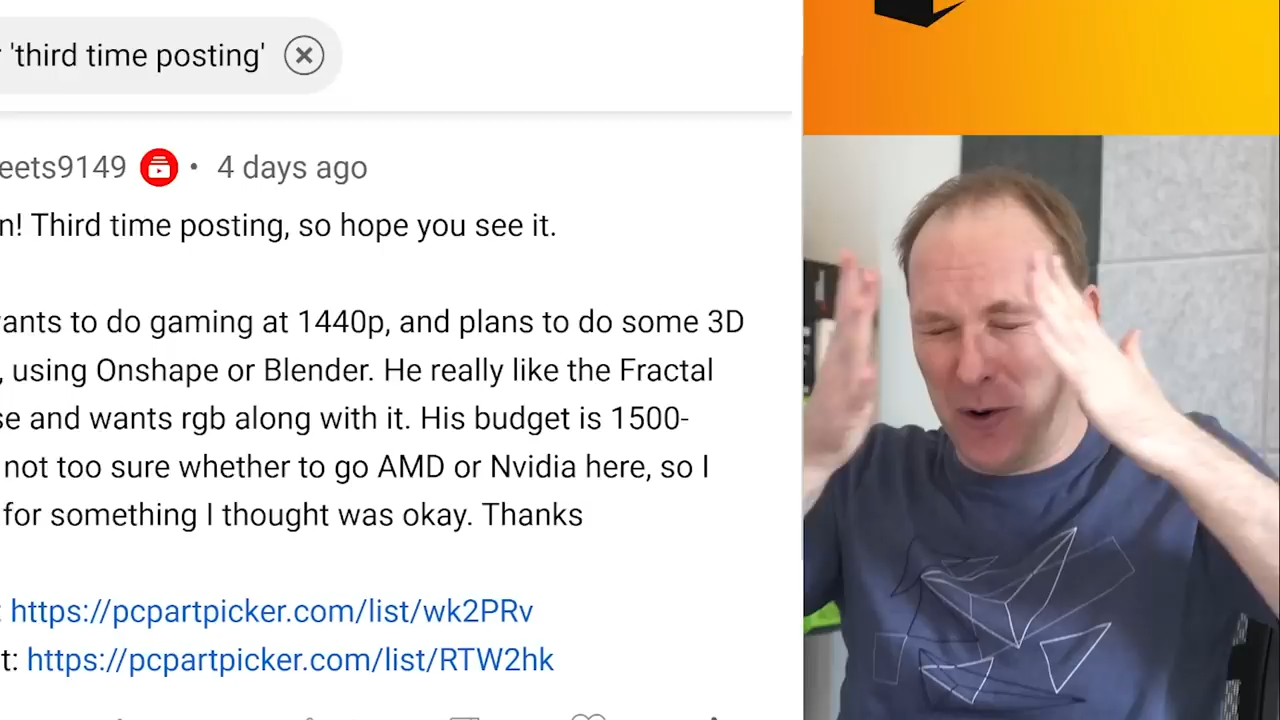 'third time posting'
eets9149 • 4 days ago
n! Third time posting, so hope you see it.
ants to do gaming at 1440p, and plans to do some 3D
, using Onshape or Blender. He really like the Fractal
se and wants rgb along with it. His budget is 1500-
not too sure whether to go AMD or Nvidia here, so I
for something I thought was okay. Thanks
: https://pcpartpicker.com/list/wk2PRv
t: https://pcpartpicker.com/list/RTW2hk